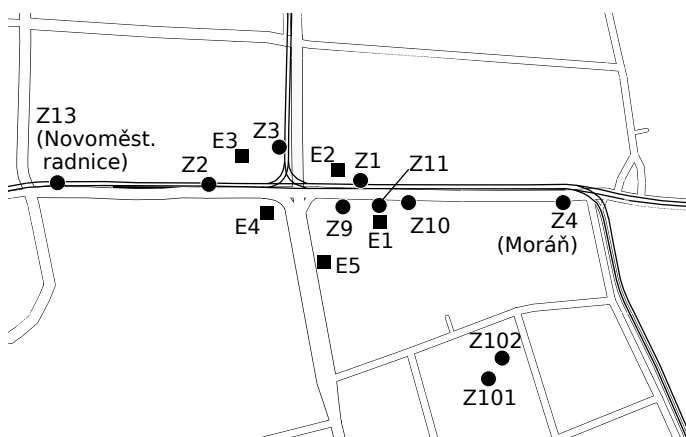 Z13
(Novoměst.
radnice)
Z2
E3
Z3
E2
Z1
Z11
E4
Z9
E1
Z10
Z4
(Moráň)
E5
Z102
Z101